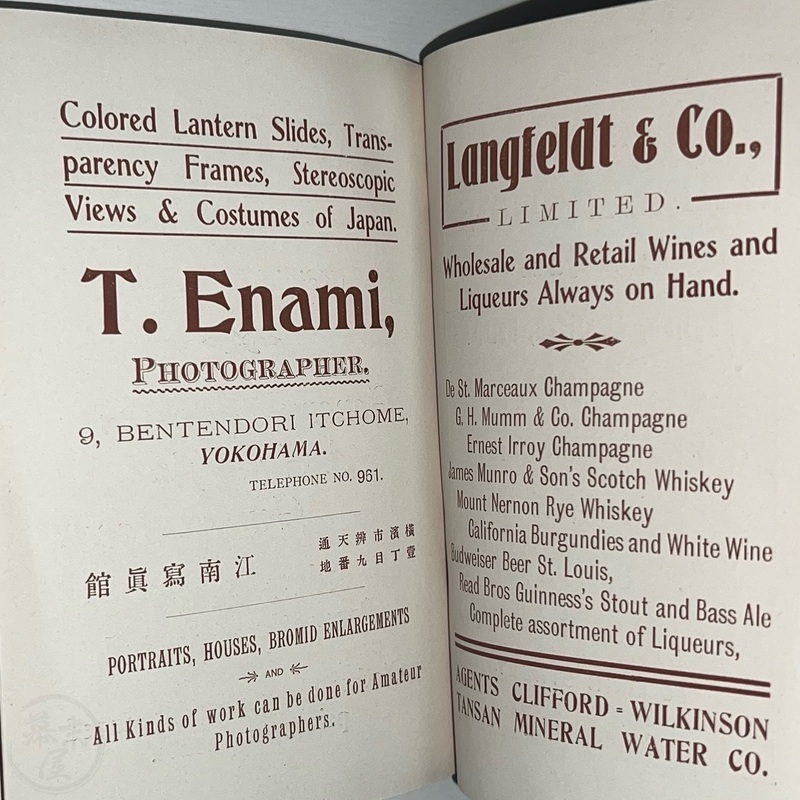 Colored Lantern Slides, Trans-
parency Frames, Stereoscopic
Views & Costumes of Japan.
T. Enami,
PHOTOGRAPHER.
9, BENTENDORI ITCHOME,
YOKOHAMA.
TELEPHONE NO. 961.
橫濱市辨天通
壹丁目九番地
江南寫眞館
PORTRAITS, HOUSES, BROMID ENLARGEMENTS
AND
All Kinds of work can be done for Amateur
Photographers.
Langfeldt & Co.,
LIMITED.
Wholesale and Retail Wines and
Liqueurs Always on Hand.
De St. Marceaux Champagne
G. H. Mumm & Co. Champagne
Ernest Irroy Champagne
James Munro & Son's Scotch Whiskey
Mount Nernon Rye Whiskey
California Burgundies and White Wine
Budweiser Beer St. Louis,
Read Bros Guinness's Stout and Bass Ale
Complete assortment of Liqueurs,
AGENTS CLIFFORD=WILKINSON
TANSAN MINERAL WATER CO.